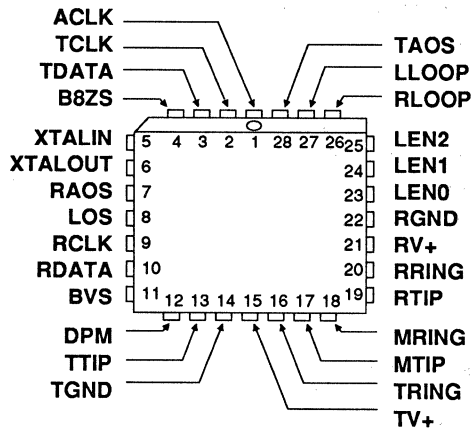 ACLK
TCLK
TDATA
B8ZS
TAOS
LLOOP
RLOOP
4 3 2 1 28 27 26
XTALIN 5 25 LEN2
XTALOUT 6 24 LEN1
RAOS 7 23 LEN0
LOS 8 22 RGND
RCLK 9 21 RV+
RDATA 10 20 RRING
BVS 11 19 RTIP
12 13 14 15 16 17 18
DPM
TTIP
TGND
MRING
MTIP
TRING
TV+